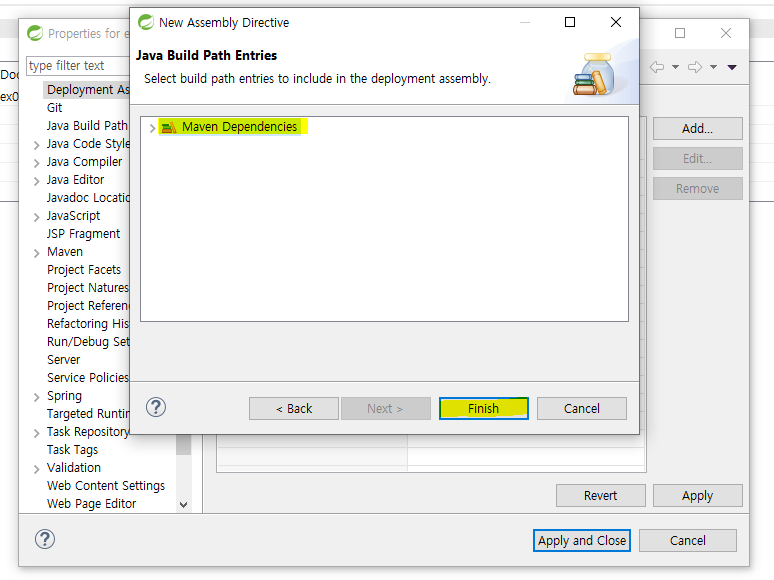 New Assembly Directive
Java Build Path Entries
Select build path entries to include in the deployment assembly.
Maven Dependencies
?
< Back
Next >
Finish
Cancel
Properties for e
type filter text
Doc
ex0
Deployment As
Git
Java Build Path
Java Code Style
Java Compiler
Java Editor
Javadoc Locatio
JavaScript
JSP Fragment
Maven
Project Facets
Project Natures
Project Referen
Refactoring His
Run/Debug Set
Server
Service Policies
Spring
Targeted Runtin
Task Repository
Task Tags
Validation
Web Content Settings
Web Page Editor
Add...
Edit...
Remove
Revert
Apply
?
Apply and Close
Cancel